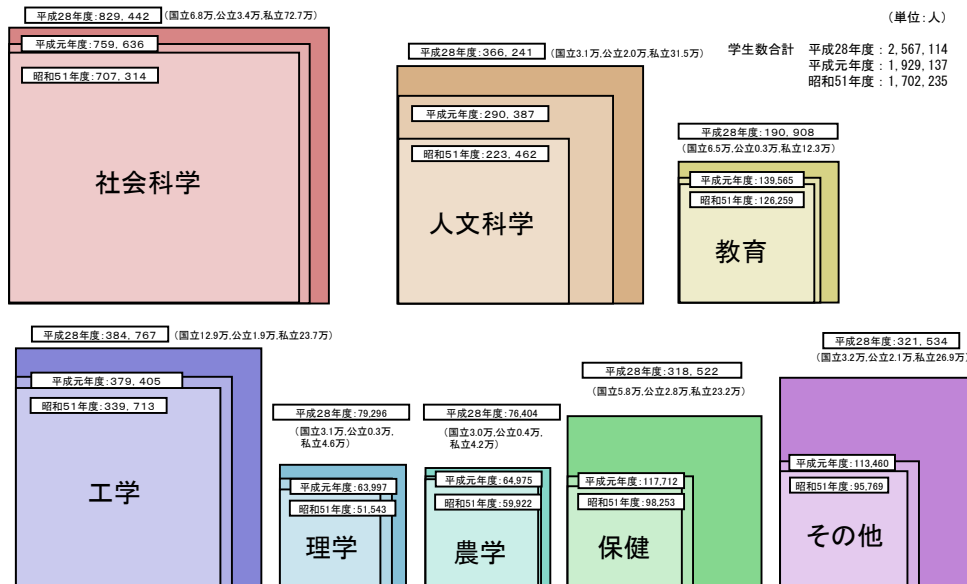 平成28年度:829,442 (国立6.8万,公立3.4万,私立72.7万)
平成元年度:759,636
昭和51年度:707,314
社会科学
平成28年度:366,241 (国立3.1万,公立2.0万,私立31.5万)
平成元年度:290,387
昭和51年度:223,462
人文科学
(単位:人)
学生数合計 平成28年度:2,567,114
平成元年度:1,929,137
昭和51年度:1,702,235
平成28年度:190,908
(国立6.5万,公立0.3万,私立12.3万)
平成元年度:139,565
昭和51年度:126,259
教育
平成28年度:384,767 (国立12.9万,公立1.9万,私立23.7万)
平成元年度:379,405
昭和51年度:339,713
工学
平成28年度:79,296
(国立3.1万,公立0.3万,
私立4.6万)
平成元年度:63,997
昭和51年度:51,543
理学
平成28年度:76,404
(国立3.0万,公立0.4万,
私立4.2万)
平成元年度:64,975
昭和51年度:59,922
農学
平成28年度:318,522
(国立5.8万,公立2.8万,私立23.2万)
平成元年度:117,712
昭和51年度:98,253
保健
平成28年度:321,534
(国立3.2万,公立2.1万,私立26.9万)
平成元年度:113,460
昭和51年度:95,769
その他